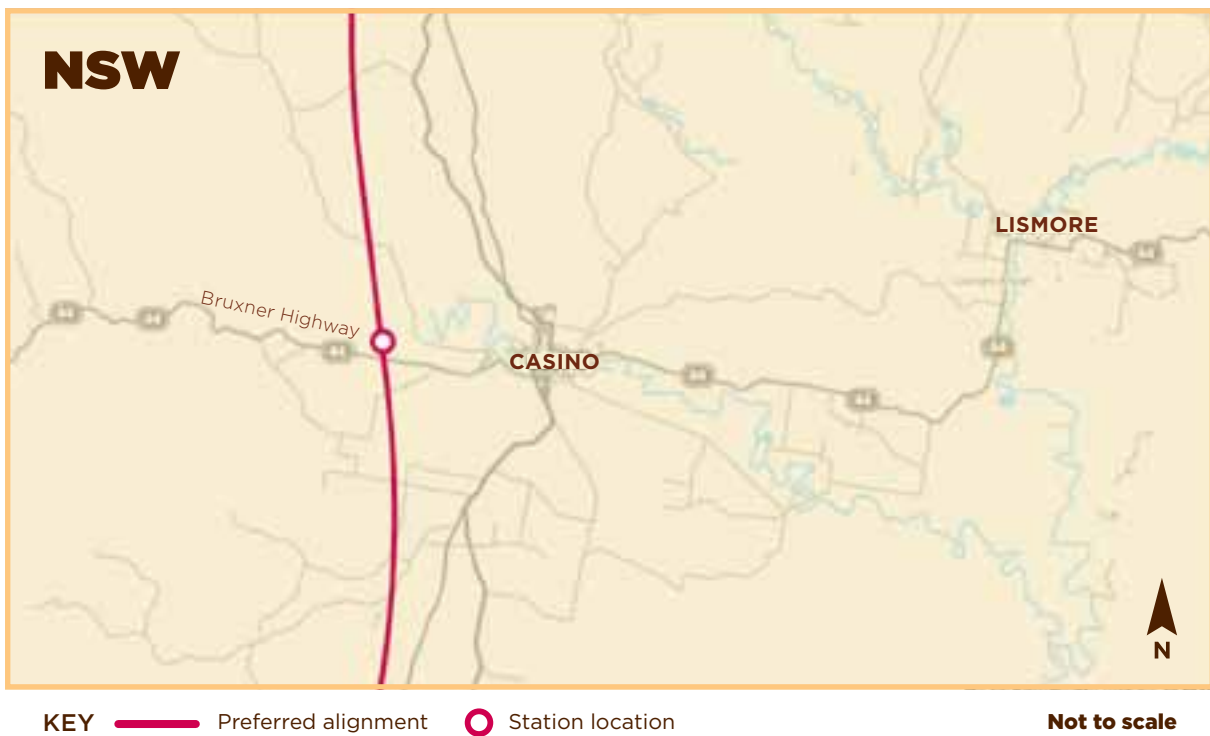 NSW
LISMORE
Bruxner Highway
CASINO
N
KEY Preferred alignment Station location Not to scale